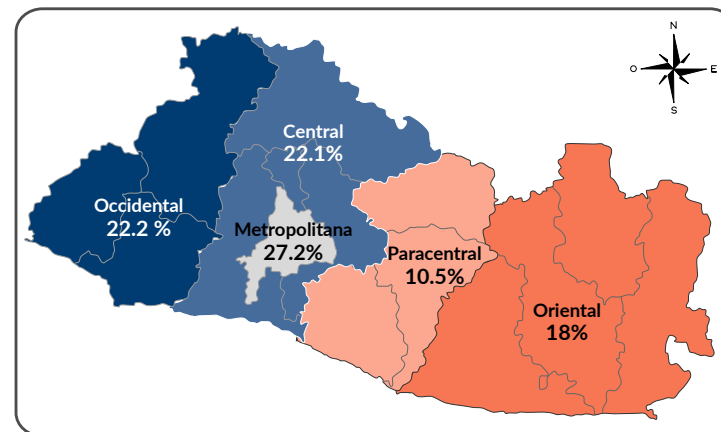 N
O
E
S
Central
22.1%
Occidental
22.2 %
Metropolitana
27.2%
Paracentral
10.5%
Oriental
18%